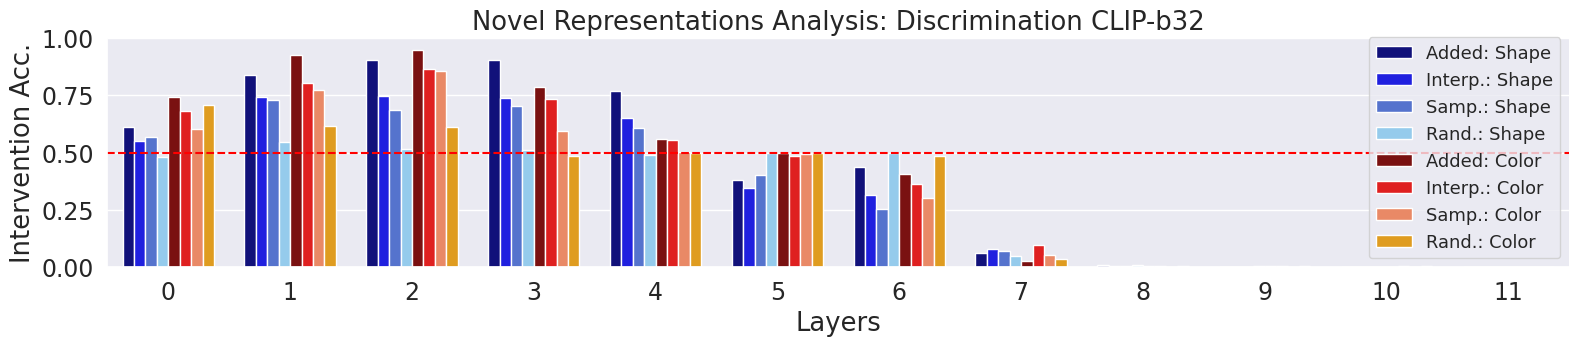 Novel Representations Analysis: Discrimination CLIP-b32
Intervention Acc.
1.00
0.75
0.50
0.25
0.00
Added: Shape
Interp.: Shape
Samp.: Shape
Rand.: Shape
Added: Color
Interp.: Color
Samp.: Color
Rand.: Color
0 1 2 3 4 5 6 7 8 9 10 11
Layers